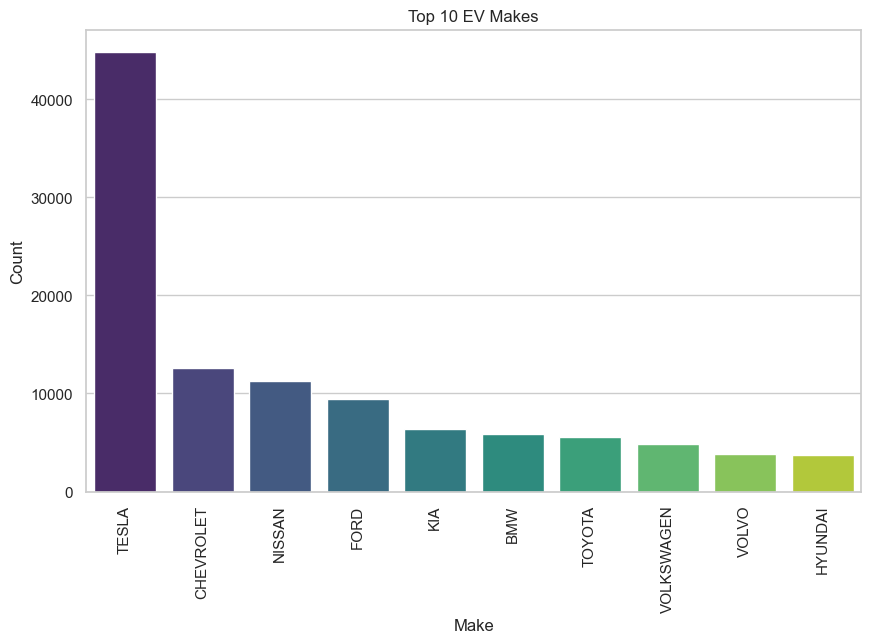 Top 10 EV Makes
Count
40000
30000
20000
10000
0
TESLA
CHEVROLET
NISSAN
FORD
KIA
BMW
TOYOTA
VOLKSWAGEN
VOLVO
HYUNDAI
Make